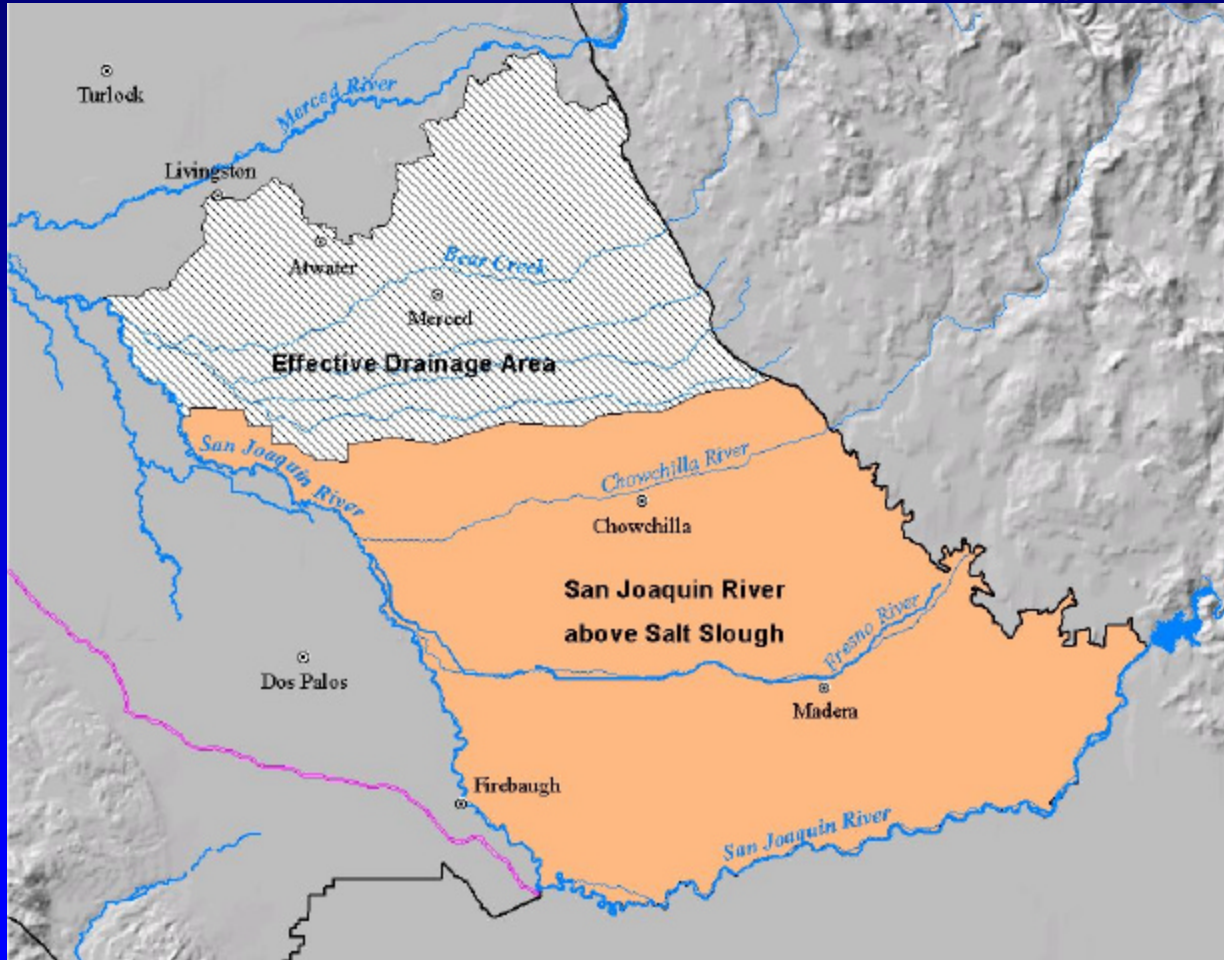 Turlock
Merced River
Livingston
Atwater
Bear Creek
Merced
Effective Drainage Area
San Joaquin River
Chowchilla River
Chowchilla
San Joaquin River
above Salt Slough
Fresno River
Dos Palos
Madera
Firebaugh
San Joaquin River